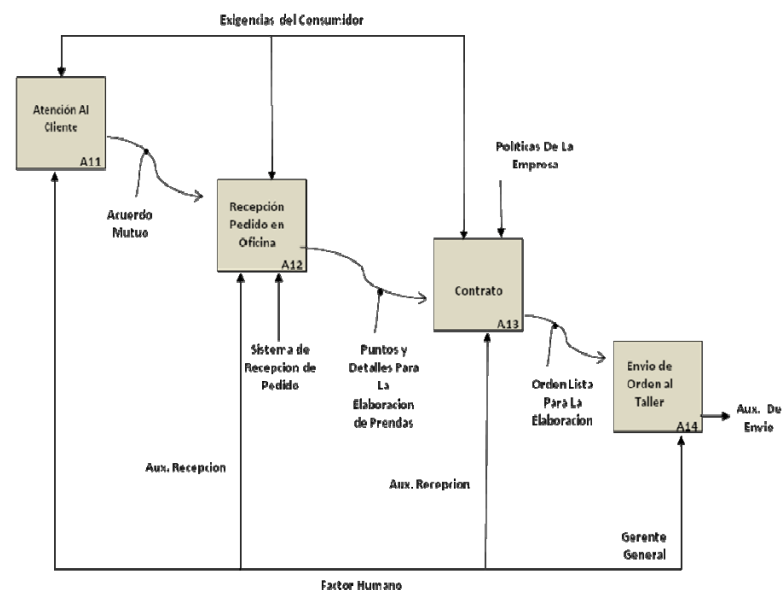 Exigencias del Consumidor
Atención Al
Cliente
A11
Acuerdo
Mutuo
Recepción
Pedido en
Oficina
A12
Políticas De La
Empresa
Contrato
A13
Sistema de
Recepcion de
Pedido
Puntos y
Detalles Para
La
Elaboracion
de Prendas
Orden Lista
Para La
Elaboracion
Envio de
Orden al
Taller
A14
Aux. De
Envie
Aux. Recepcion
Aux. Recepcion
Gerente
General
Factor Humano